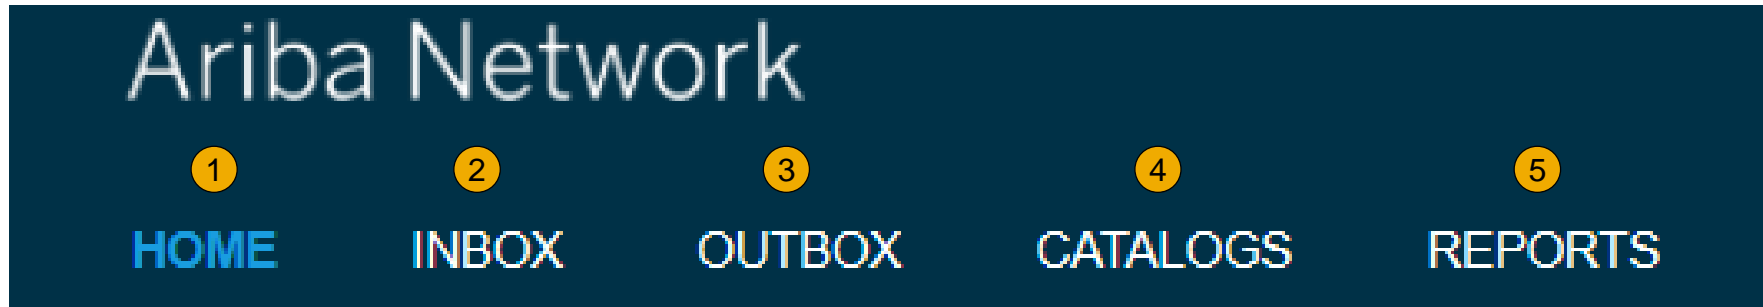 Ariba Network
1 2 3 4 5
HOME INBOX OUTBOX CATALOGS REPORTS